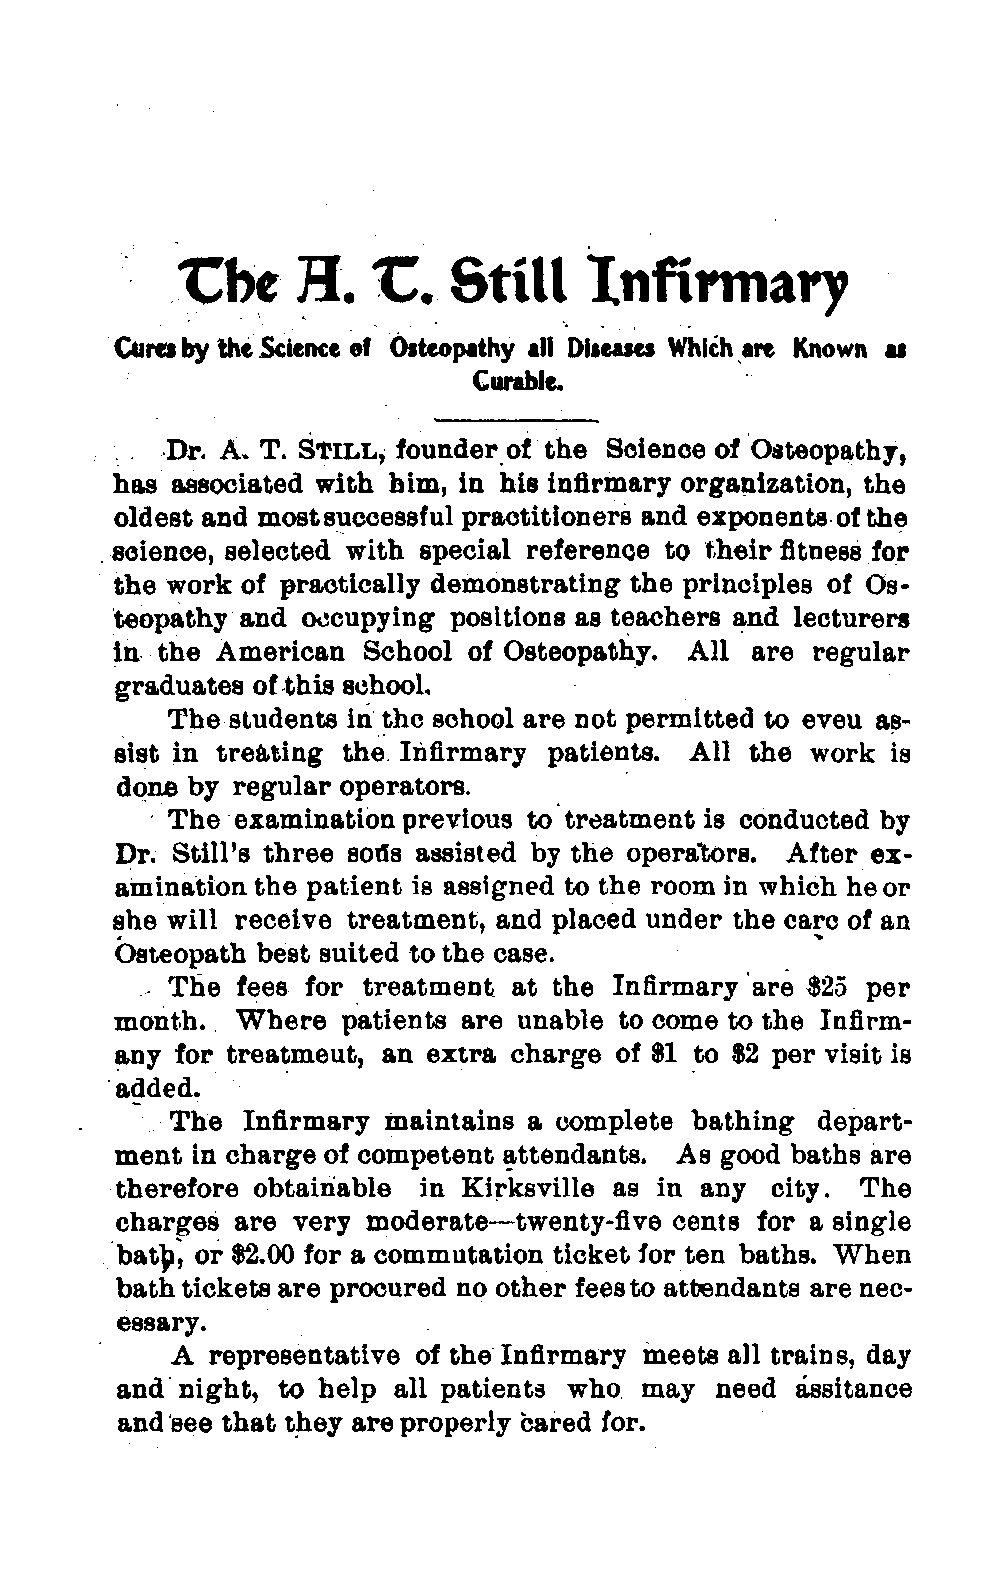 The A. T. Still Infirmary
Cures by the Science of Osteopathy all Diseases Which are Known as
Curable.
Dr. A. T. STILL, founder of the Science of Osteopathy,
has associated with him, in his infirmary organization, the
oldest and most successful practitioners and exponents of the
science, selected with special reference to their fitness for
the work of practically demonstrating the principles of Os-
teopathy and occupying positions as teachers and lecturers
in the American School of Osteopathy. All are regular
graduates of this school.
The students in the school are not permitted to eveu as-
sist in treating the Infirmary patients. All the work is
done by regular operators.
The examination previous to treatment is conducted by
Dr. Still's three sons assisted by the operators. After ex-
amination the patient is assigned to the room in which he or
she will receive treatment, and placed under the care of an
Osteopath best suited to the case.
The fees for treatment at the Infirmary are $25 per
month. Where patients are unable to come to the Infirm-
any for treatmeut, an extra charge of $1 to $2 per visit is
added.
The Infirmary maintains a complete bathing depart-
ment in charge of competent attendants. As good baths are
therefore obtainable in Kirksville as in any city. The
charges are very moderate—twenty-five cents for a single
bath, or $2.00 for a commutation ticket for ten baths. When
bath tickets are procured no other fees to attendants are nec-
essary.
A representative of the Infirmary meets all trains, day
and night, to help all patients who may need assitance
and see that they are properly cared for.